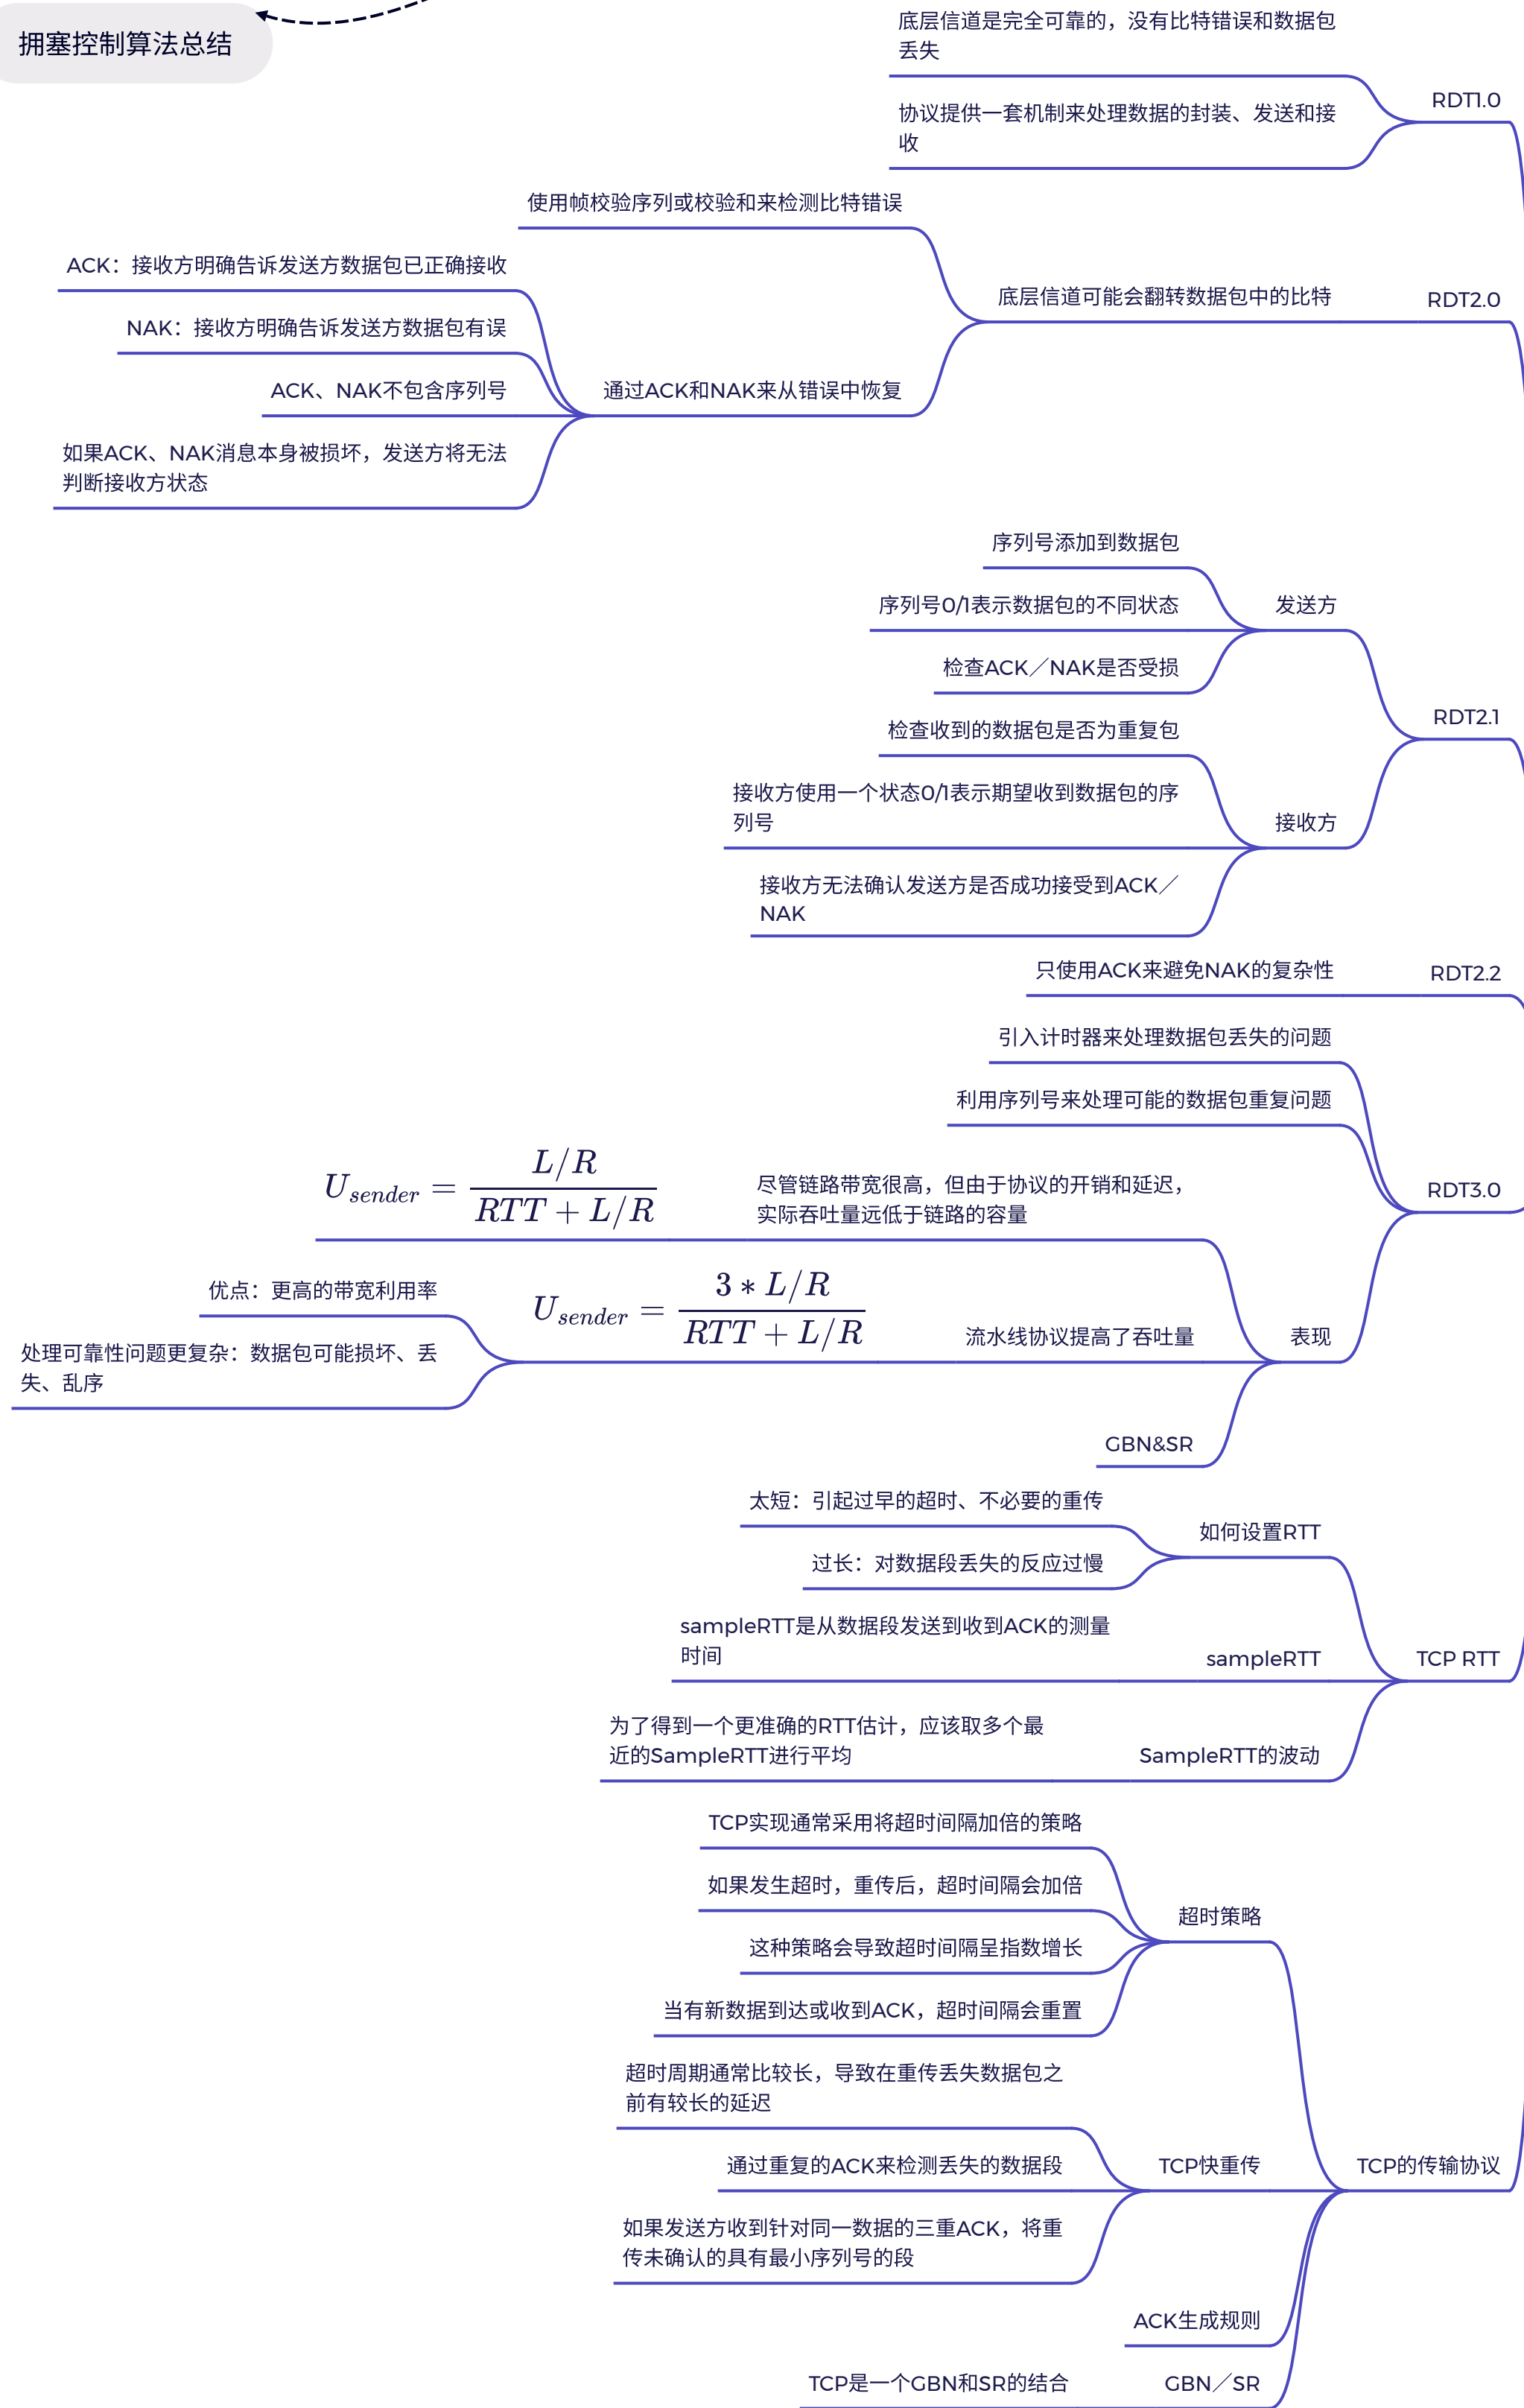 拥塞控制算法总结
底层信道是完全可靠的，没有比特错误和数据包
丢失
协议提供一套机制来处理数据的封装、发送和接
收
RDT1.0
使用帧校验序列或校验和来检测比特错误
ACK：接收方明确告诉发送方数据包已正确接收
NAK：接收方明确告诉发送方数据包有误
ACK、NAK不包含序列号
如果ACK、NAK消息本身被损坏，发送方将无法
判断接收方状态
通过ACK和NAK来从错误中恢复
底层信道可能会翻转数据包中的比特
RDT2.0
序列号添加到数据包
序列号0/1表示数据包的不同状态
检查ACK／NAK是否受损
发送方
检查收到的数据包是否为重复包
接收方使用一个状态0/1表示期望收到数据包的序
列号
接收方无法确认发送方是否成功接受到ACK／
NAK
接收方
RDT2.1
只使用ACK来避免NAK的复杂性
RDT2.2
引入计时器来处理数据包丢失的问题
利用序列号来处理可能的数据包重复问题
RDT3.0
U_{sender} = \frac{L/R}{RTT + L/R}
尽管链路带宽很高，但由于协议的开销和延迟，
实际吞吐量远低于链路的容量
优点：更高的带宽利用率
处理可靠性问题更复杂：数据包可能损坏、丢
失、乱序
U_{sender} = \frac{3 * L/R}{RTT + L/R}
流水线协议提高了吞吐量
表现
GBN&SR
太短：引起过早的超时、不必要的重传
过长：对数据段丢失的反应过慢
如何设置RTT
sampleRTT是从数据段发送到收到ACK的测量
时间
sampleRTT
TCP RTT
为了得到一个更准确的RTT估计，应该取多个最
近的SampleRTT进行平均
SampleRTT的波动
TCP实现通常采用将超时间隔加倍的策略
如果发生超时，重传后，超时间隔会加倍
这种策略会导致超时间隔呈指数增长
当有新数据到达或收到ACK，超时间隔会重置
超时策略
超时周期通常比较长，导致在重传丢失数据包之
前有较长的延迟
通过重复的ACK来检测丢失的数据段
如果发送方收到针对同一数据的三重ACK，将重
传未确认的具有最小序列号的段
TCP快重传
TCP的传输协议
ACK生成规则
TCP是一个GBN和SR的结合
GBN／SR